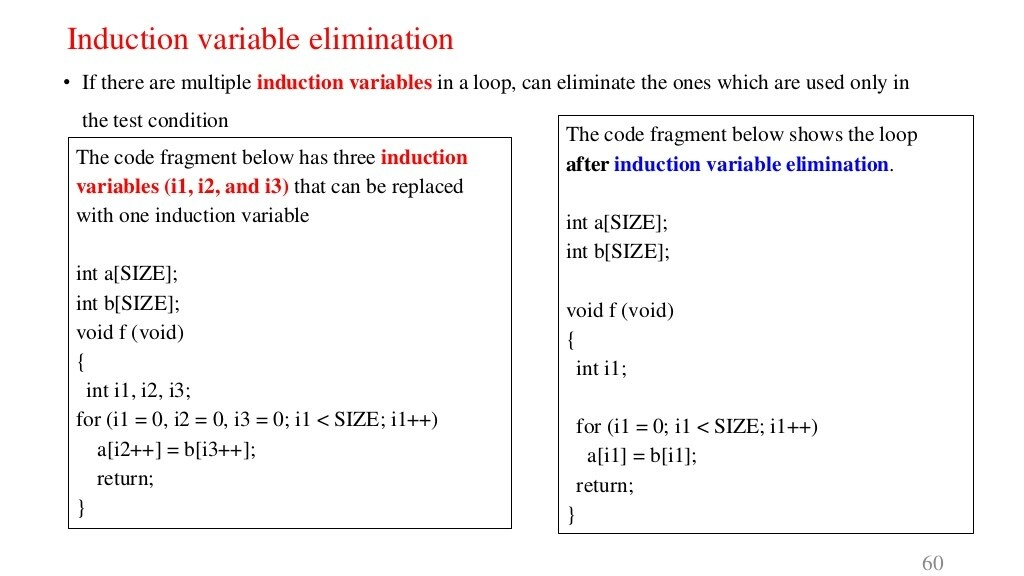 Induction variable elimination
• If there are multiple induction variables in a loop, can eliminate the ones which are used only in
the test condition
The code fragment below has three induction
variables (i1, i2, and i3) that can be replaced
with one induction variable
int a[SIZE];
int b[SIZE];
void f (void)
{
int i1, i2, i3;
for (i1 = 0, i2 = 0, i3 = 0; i1 < SIZE; i1++)
a[i2++] = b[i3++];
return;
}
The code fragment below shows the loop
after induction variable elimination.
int a[SIZE];
int b[SIZE];
void f (void)
{
int i1;
for (i1 = 0; i1 < SIZE; i1++)
a[i1] = b[i1];
return;
}
60